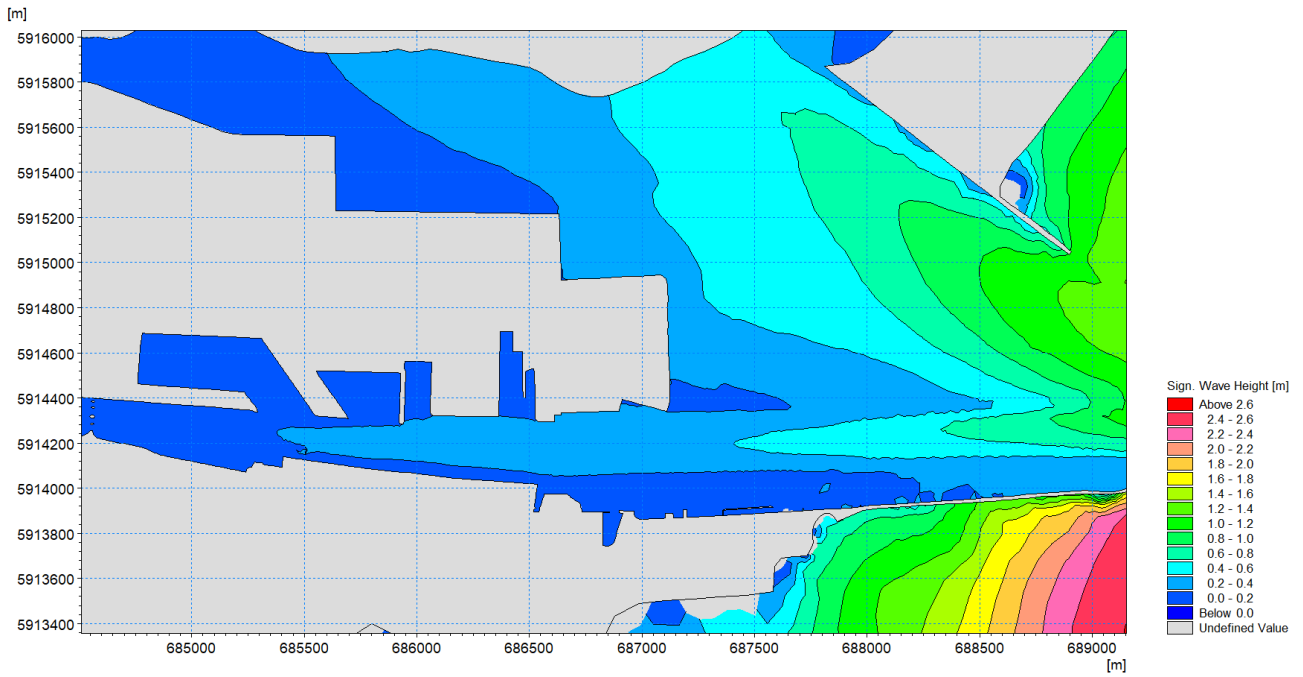 [m]
5916000
5915800
5915600
5915400
5915200
5915000
5914800
5914600
5914400
5914200
5914000
5913800
5913600
5913400
685000 685500 686000 686500 687000 687500 688000 688500 689000
[m]
Sign. Wave Height [m]
Above 2.6
2.4 - 2.6
2.2 - 2.4
2.0 - 2.2
1.8 - 2.0
1.6 - 1.8
1.4 - 1.6
1.2 - 1.4
1.0 - 1.2
0.8 - 1.0
0.6 - 0.8
0.4 - 0.6
0.2 - 0.4
0.0 - 0.2
Below 0.0
Undefined Value